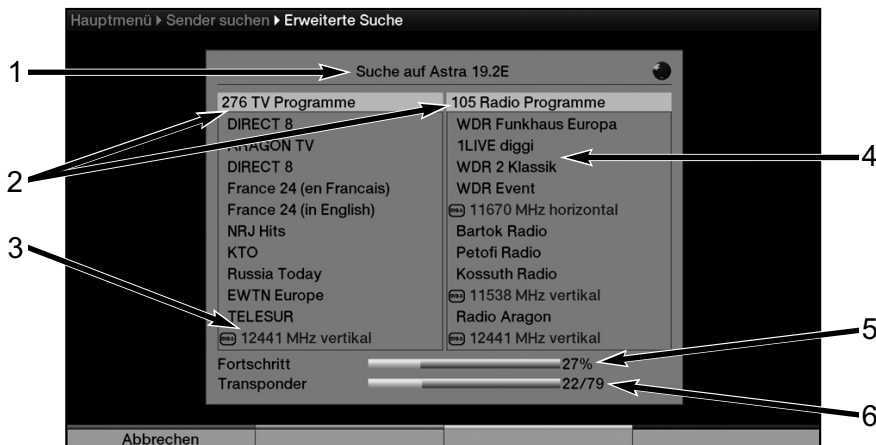 Hauptmenü ▸ Sender suchen ▸ Erweiterte Suche
1
Suche auf Astra 19.2E
276 TV Programme
DIRECT 8
ARAGON TV
DIRECT 8
France 24 (en Francais)
France 24 (in English)
NRJ Hits
KTO
Russia Today
EWTN Europe
TELESUR
12441 MHz vertikal
105 Radio Programme
WDR Funkhaus Europa
1LIVE diggi
WDR 2 Klassik
WDR Event
11670 MHz horizontal
Bartok Radio
Petofi Radio
Kossuth Radio
11538 MHz vertikal
Radio Aragon
12441 MHz vertikal
2
3
4
Fortschritt 27%
5
Transponder 22/79
6
Abbrechen